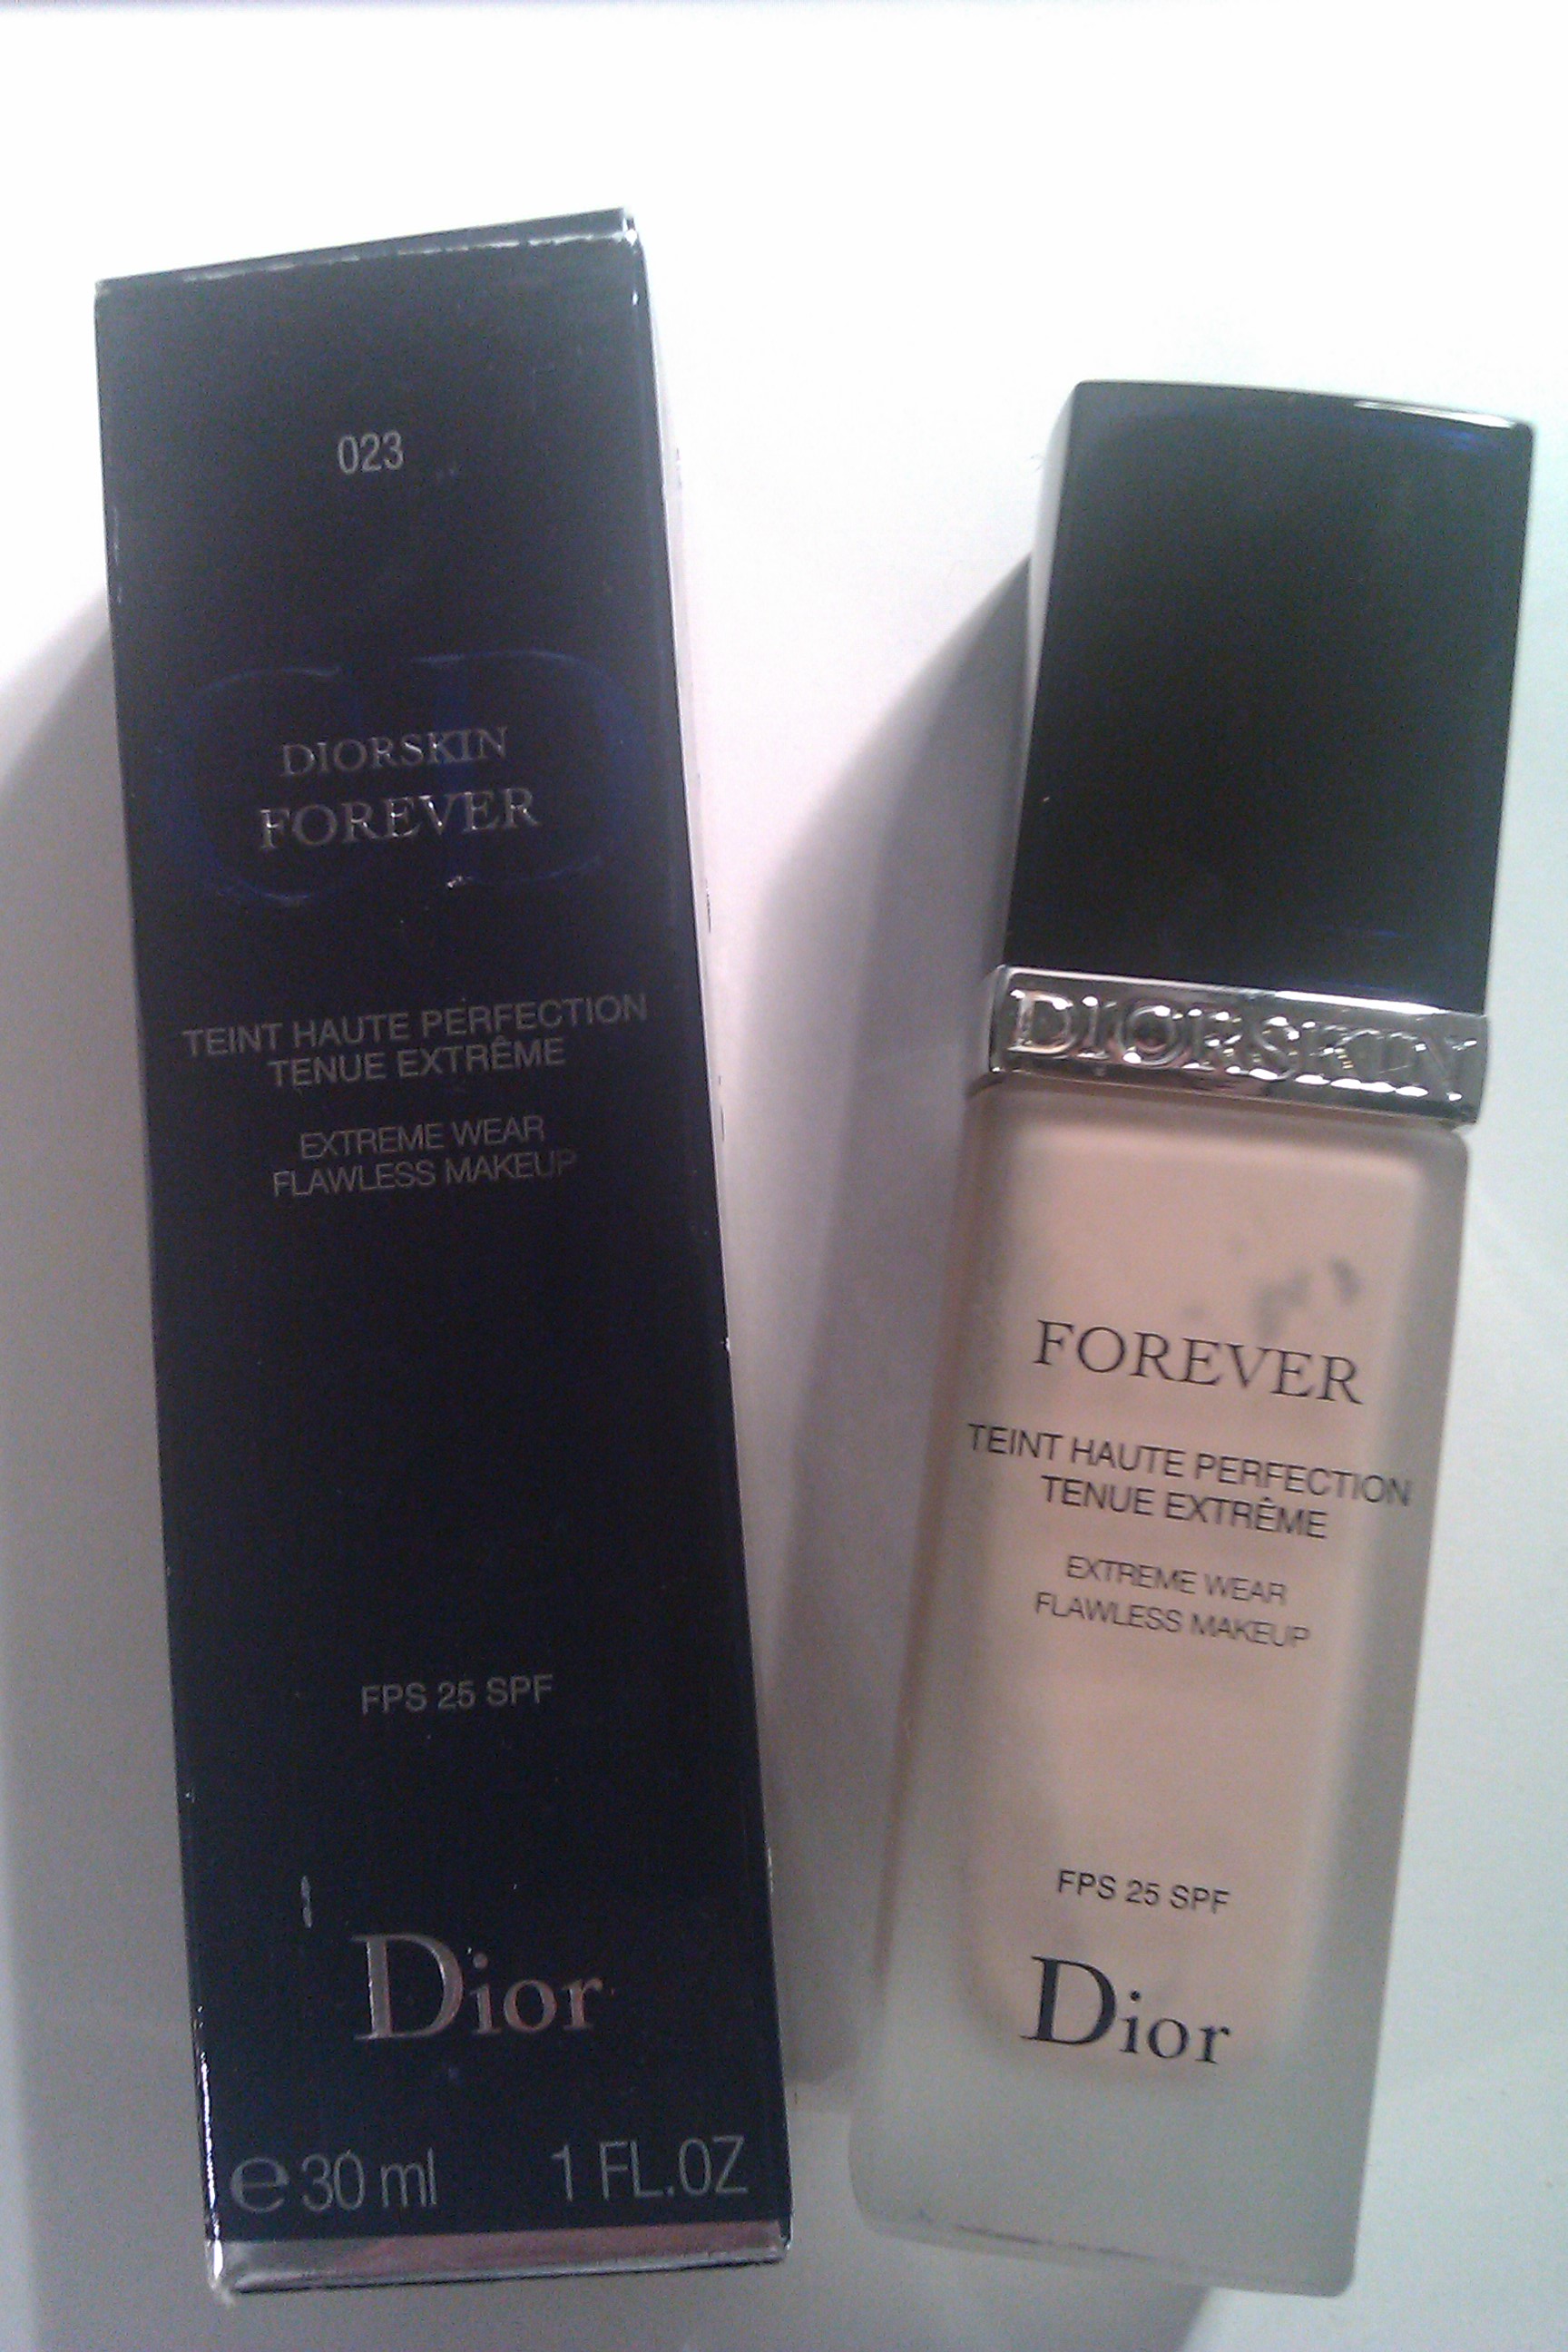 023
DIORSKIN
FOREVER
TEINT HAUTE PERFECTION
TENUE EXTRÊME
EXTREME WEAR
FLAWLESS MAKEUP
FPS 25 SPF
Dior
e 30 ml 1 FL.OZ
DIORSKIN
FOREVER
TEINT HAUTE PERFECTION
TENUE EXTRÊME
EXTREME WEAR
FLAWLESS MAKEUP
FPS 25 SPF
Dior